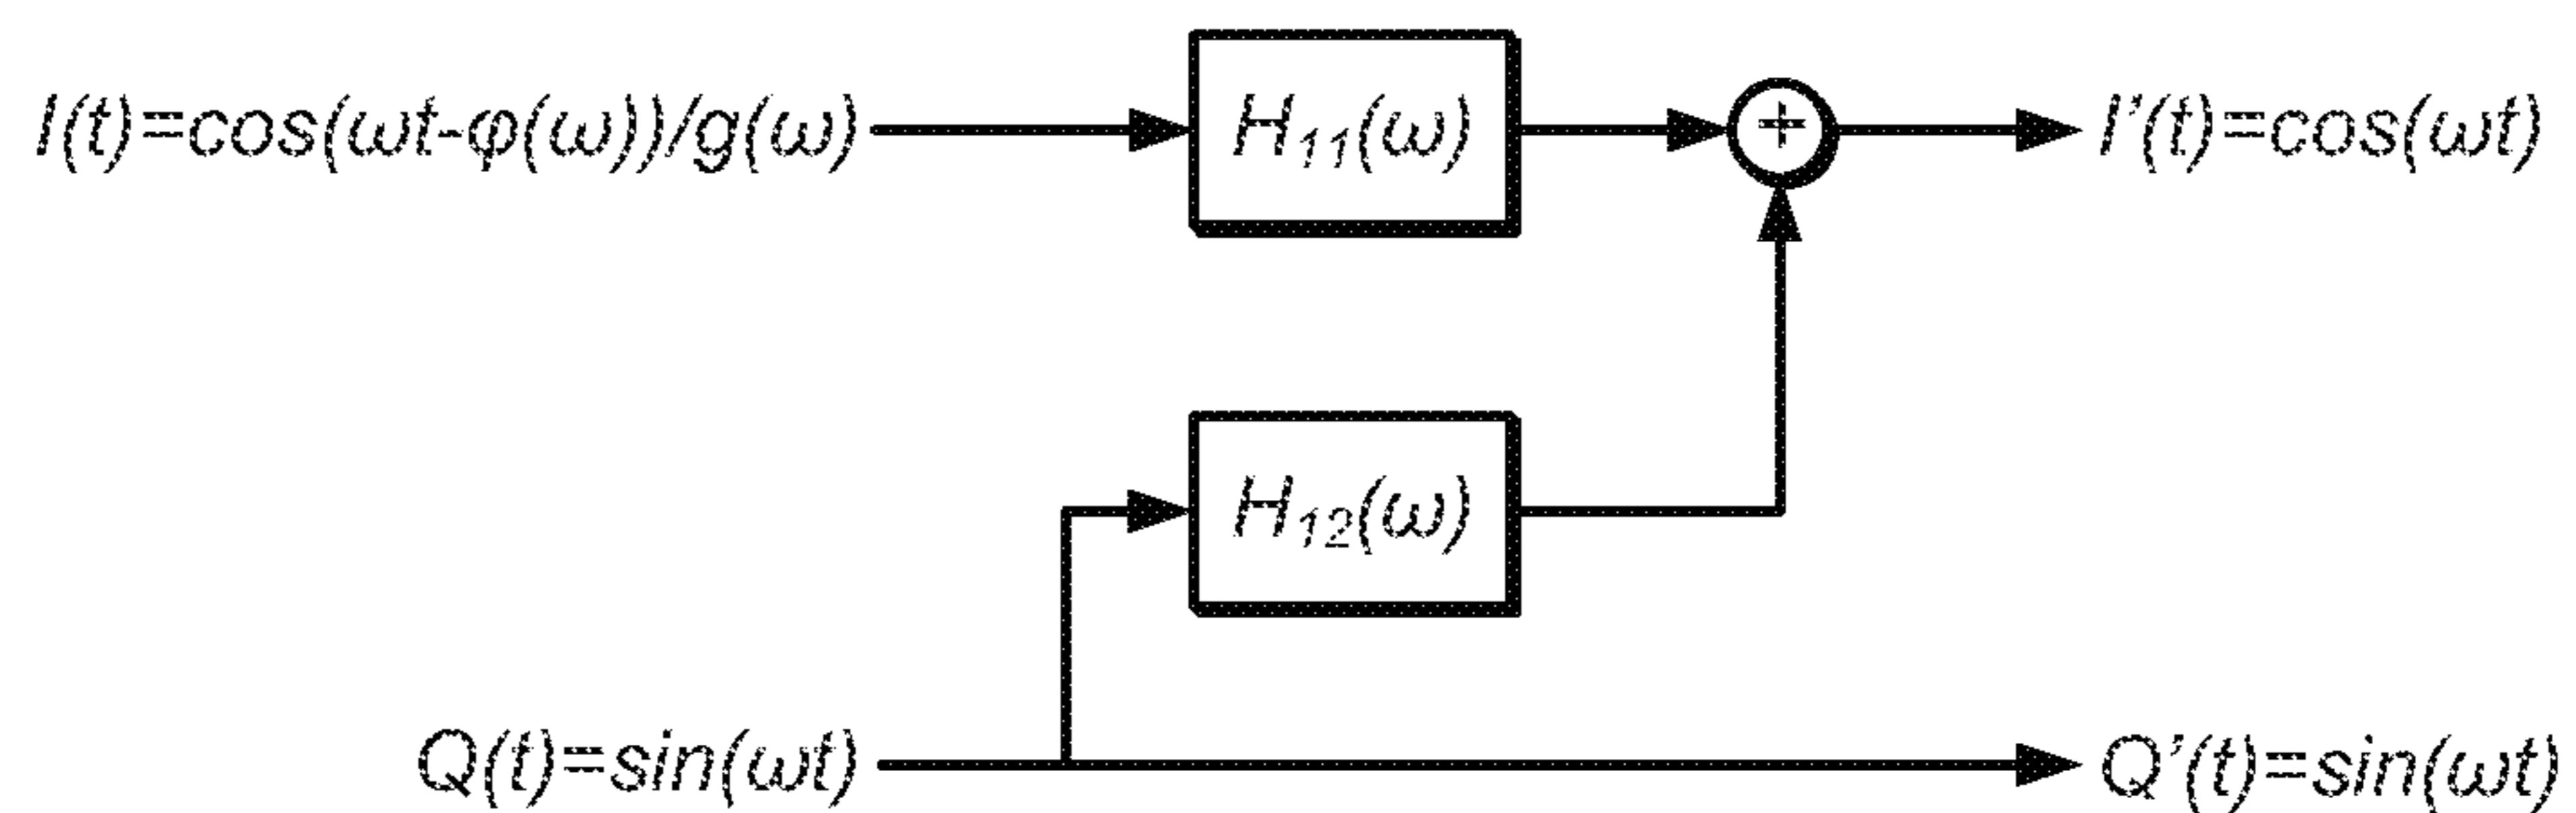 I(t)=cos(ωt-φ(ω))/g(ω)
H₁₁(ω)
+
I'(t)=cos(ωt)
H₁₂(ω)
Q(t)=sin(ωt)
Q'(t)=sin(ωt)